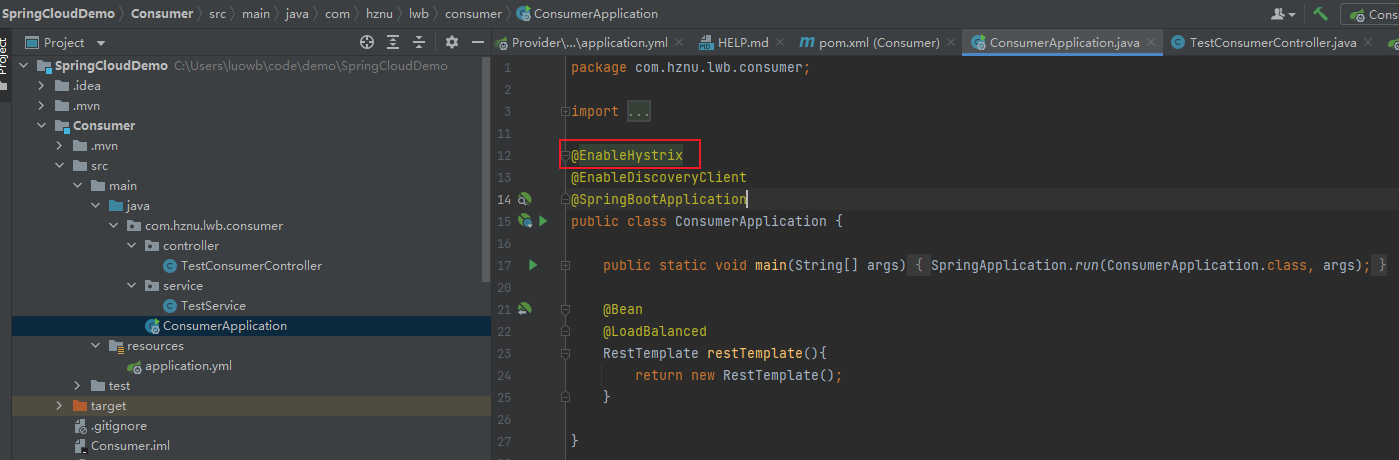 SpringCloudDemo Consumer src main java com hznu lwb consumer ConsumerApplication
Project
Project
SpringCloudDemo C:\Users\luowb\code\demo\SpringCloudDemo
.idea
.mvn
Consumer
.mvn
src
main
java
com.hznu.lwb.consumer
controller
TestConsumerController
service
TestService
ConsumerApplication
resources
application.yml
test
target
.gitignore
Consumer.iml
Provider\...\application.yml HELP.md pom.xml (Consumer) ConsumerApplication.java TestConsumerController.java
1 package com.hznu.lwb.consumer;
2
3 import ...
11
12 @EnableHystrix
13 @EnableDiscoveryClient
14 @SpringBootApplication
15 public class ConsumerApplication {
16
17 public static void main(String[] args) { SpringApplication.run(ConsumerApplication.class, args); }
20
21 @Bean
22 @LoadBalanced
23 RestTemplate restTemplate(){
24 return new RestTemplate();
25 }
26
27 }